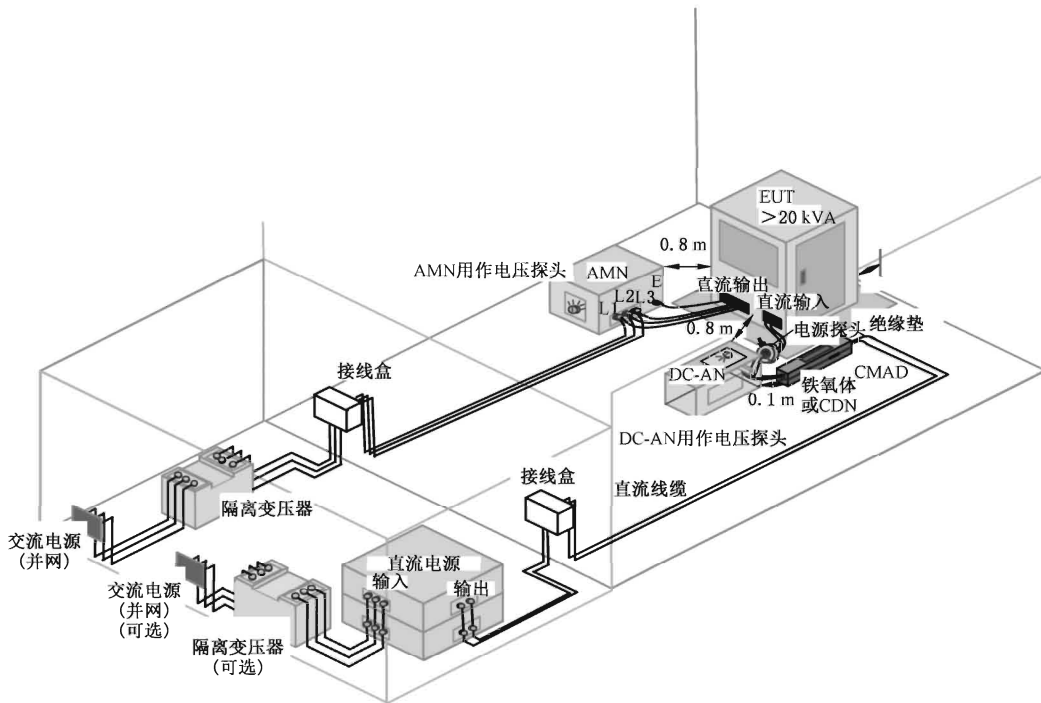 EUT
>20 kVA
0.8 m
AMN用作电压探头
AMN
E
直流输出
L1
L2
L3
直流输入
0.8 m
电源探头
绝缘垫
DC-AN
CMAD
接线盒
0.1 m
铁氧体
或CDN
DC-AN用作电压探头
接线盒
直流线缆
隔离变压器
交流电源
(并网)
直流电源
输入
输出
交流电源
(并网)
(可选)
隔离变压器
(可选)